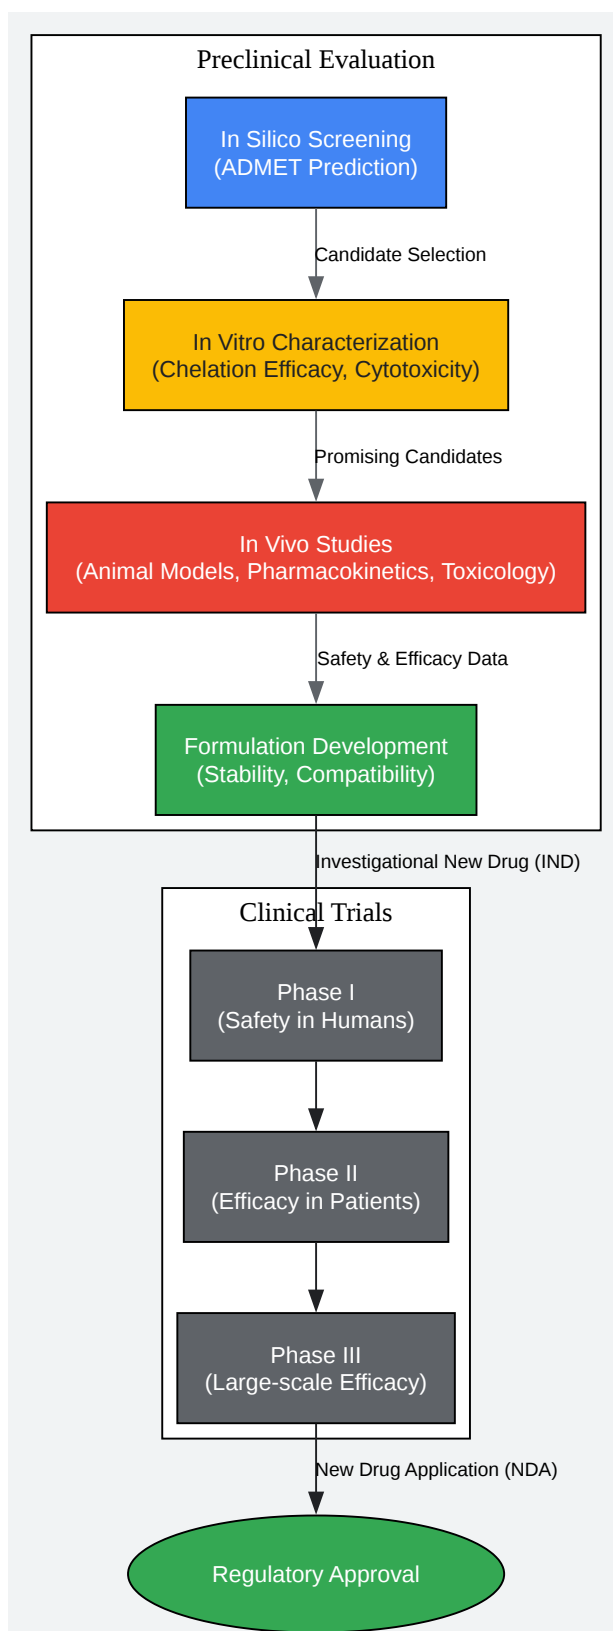 Preclinical Evaluation
In Silico Screening
(ADMET Prediction)
Candidate Selection
In Vitro Characterization
(Chelation Efficacy, Cytotoxicity)
Promising Candidates
In Vivo Studies
(Animal Models, Pharmacokinetics, Toxicology)
Safety & Efficacy Data
Formulation Development
(Stability, Compatibility)
Investigational New Drug (IND)
Clinical Trials
Phase I
(Safety in Humans)
Phase II
(Efficacy in Patients)
Phase III
(Large-scale Efficacy)
New Drug Application (NDA)
Regulatory Approval